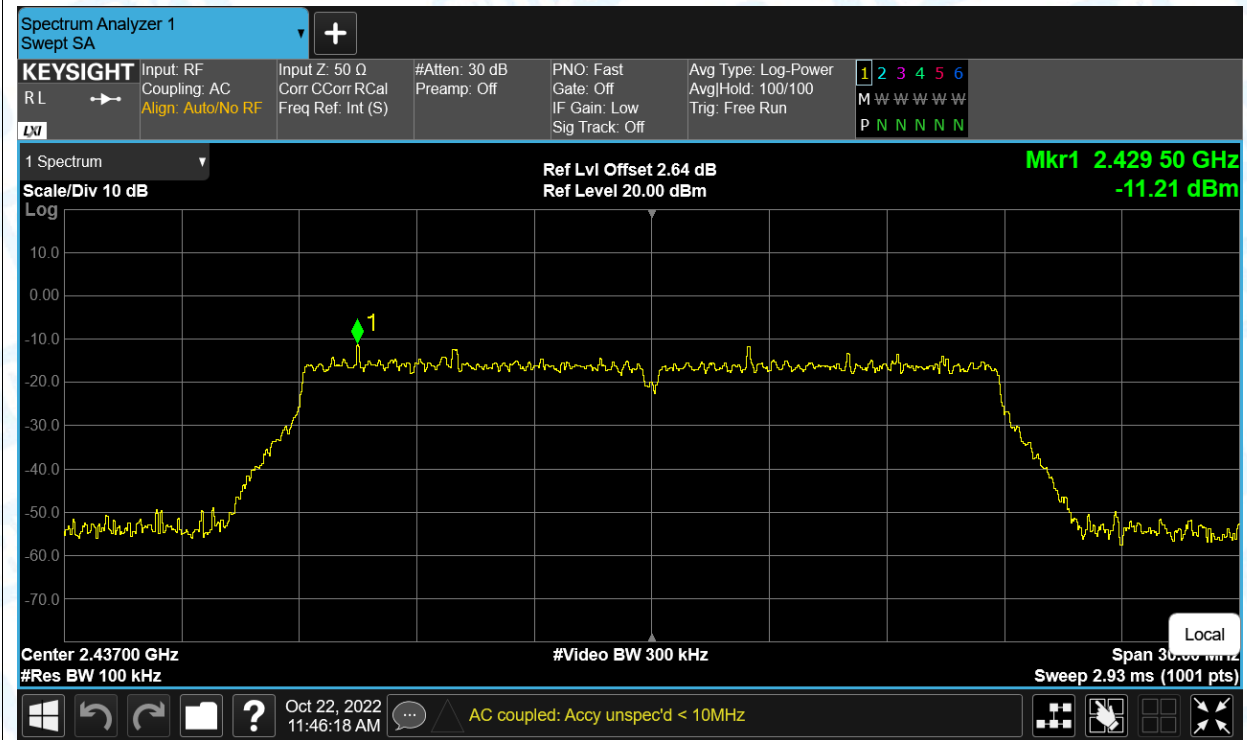 Spectrum Analyzer 1
Swept SA
+
KEYSIGHT
R L
LXI
Input: RF
Coupling: AC
Align: Auto/No RF
Input Z: 50 Ω
Corr CCorr RCal
Freq Ref: Int (S)
#Atten: 30 dB
Preamp: Off
PNO: Fast
Gate: Off
IF Gain: Low
Sig Track: Off
Avg Type: Log-Power
Avg|Hold: 100/100
Trig: Free Run
1 2 3 4 5 6
M W W W W W
P N N N N N
1 Spectrum
Scale/Div 10 dB
Log
Ref Lvl Offset 2.64 dB
Ref Level 20.00 dBm
Mkr1 2.429 50 GHz
-11.21 dBm
10.0
0.00
-10.0
-20.0
-30.0
-40.0
-50.0
-60.0
-70.0
1
Center 2.43700 GHz
#Res BW 100 kHz
#Video BW 300 kHz
Local
Span 30.00 MHz
Sweep 2.93 ms (1001 pts)
?
Oct 22, 2022
11:46:18 AM
AC coupled: Accy unspec'd < 10MHz